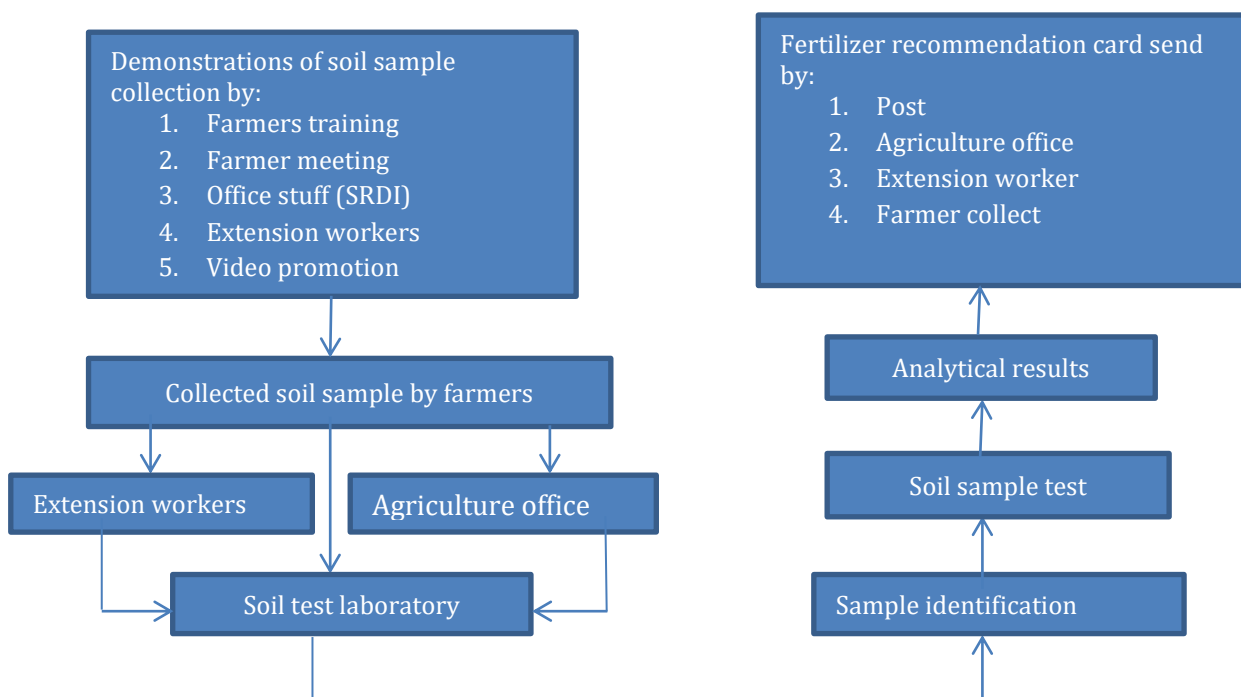 Demonstrations of soil sample
collection by:
1. Farmers training
2. Farmer meeting
3. Office stuff (SRDI)
4. Extension workers
5. Video promotion
Collected soil sample by farmers
Extension workers
Agriculture office
Soil test laboratory
Fertilizer recommendation card send
by:
1. Post
2. Agriculture office
3. Extension worker
4. Farmer collect
Analytical results
Soil sample test
Sample identification